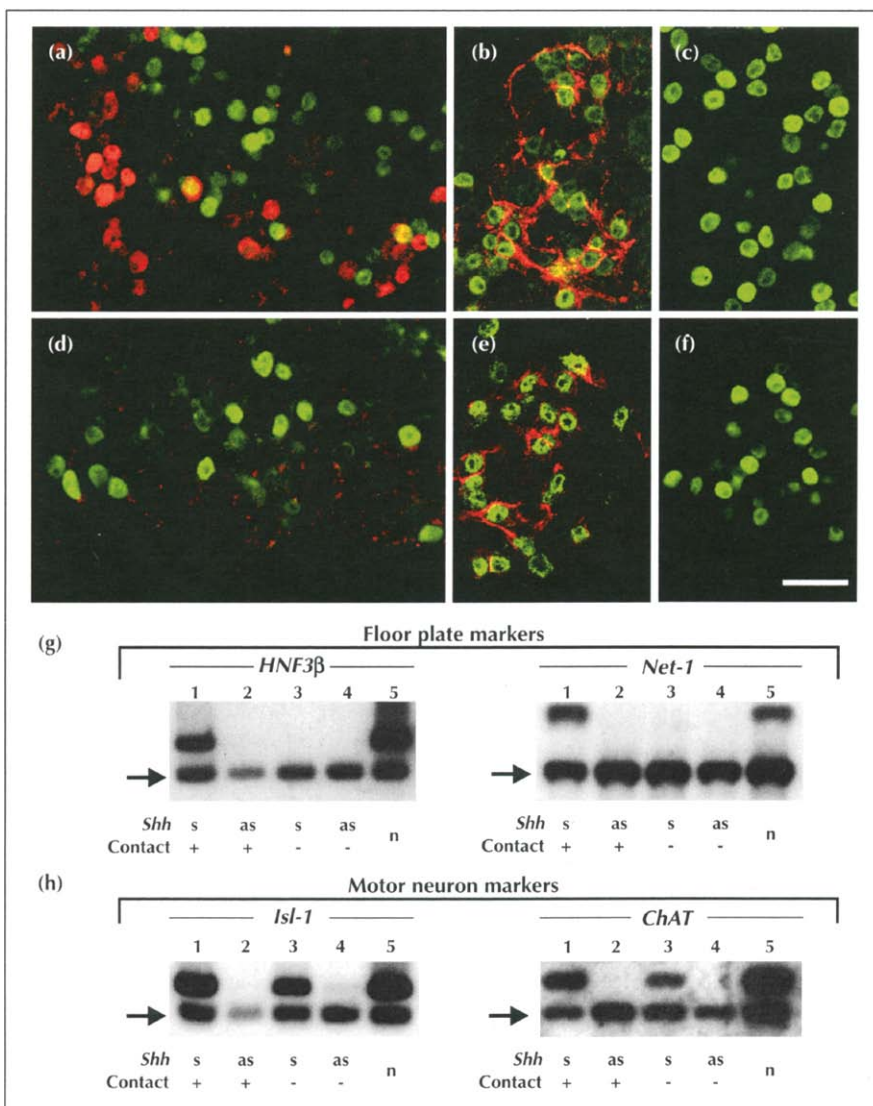 (a) (b) (c)
(d) (e) (f)
(g) Floor plate markers
HNF3β Net-1
1 2 3 4 5 1 2 3 4 5
Shh s as s as n Shh s as s as n
Contact + + - - Contact + + - -
(h) Motor neuron markers
Isl-1 ChAT
1 2 3 4 5 1 2 3 4 5
Shh s as s as n Shh s as s as n
Contact + + - - Contact + + - -